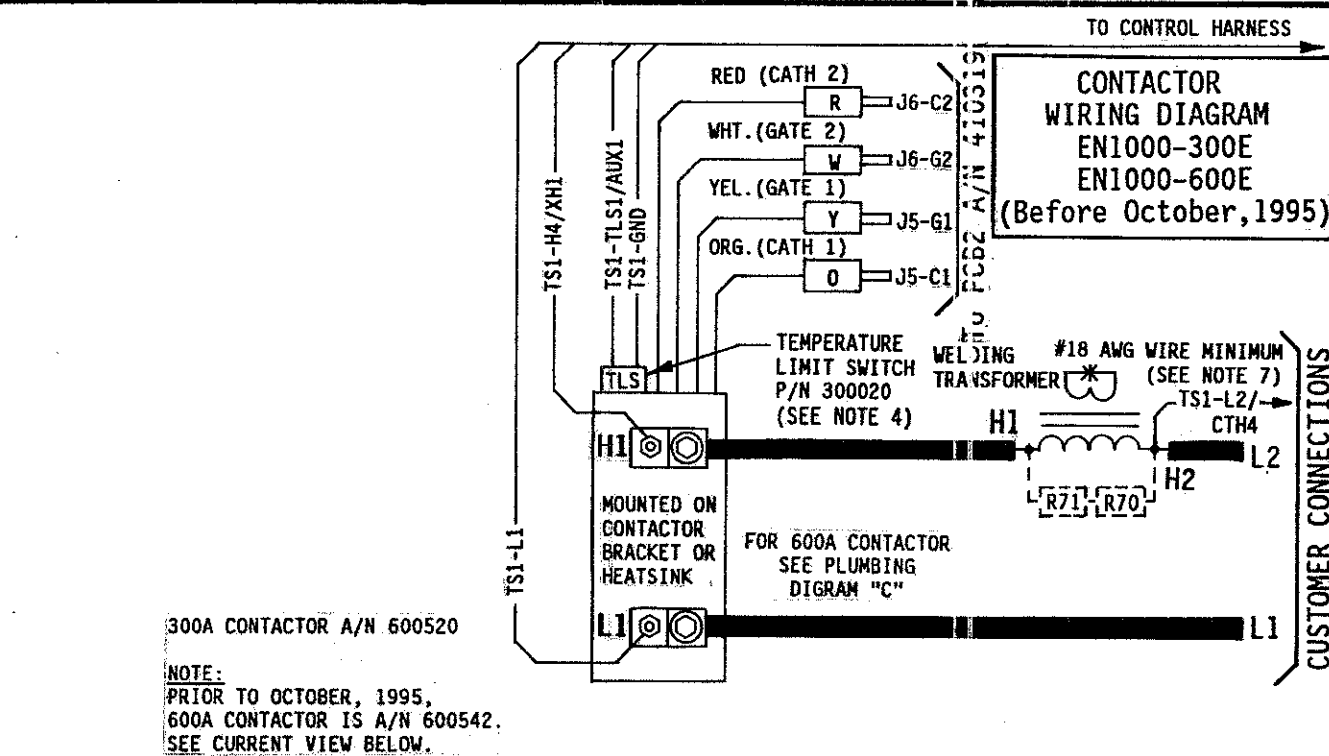 TO CONTROL HARNESS
CONTACTOR
WIRING DIAGRAM
EN1000-300E
EN1000-600E
(Before October,1995)
RED (CATH 2)
R
J6-C2
WHT.(GATE 2)
W
J6-G2
YEL.(GATE 1)
Y
J5-G1
ORG.(CATH 1)
O
J5-C1
PCB2 A/N 410319
TS1-H4/XH1
TS1-TLS1/AUX1
TS1-GND
TS1-L1
TLS
TEMPERATURE
LIMIT SWITCH
P/N 300020
(SEE NOTE 4)
WELDING
TRANSFORMER
#18 AWG WIRE MINIMUM
(SEE NOTE 7)
TS1-L2/
CTH4
H1
H1
L2
H2
R71
R70
MOUNTED ON
CONTACTOR
BRACKET OR
HEATSINK
FOR 600A CONTACTOR
SEE PLUMBING
DIGRAM "C"
L1
L1
CUSTOMER CONNECTIONS
300A CONTACTOR A/N 600520
NOTE:
PRIOR TO OCTOBER, 1995,
600A CONTACTOR IS A/N 600542.
SEE CURRENT VIEW BELOW.